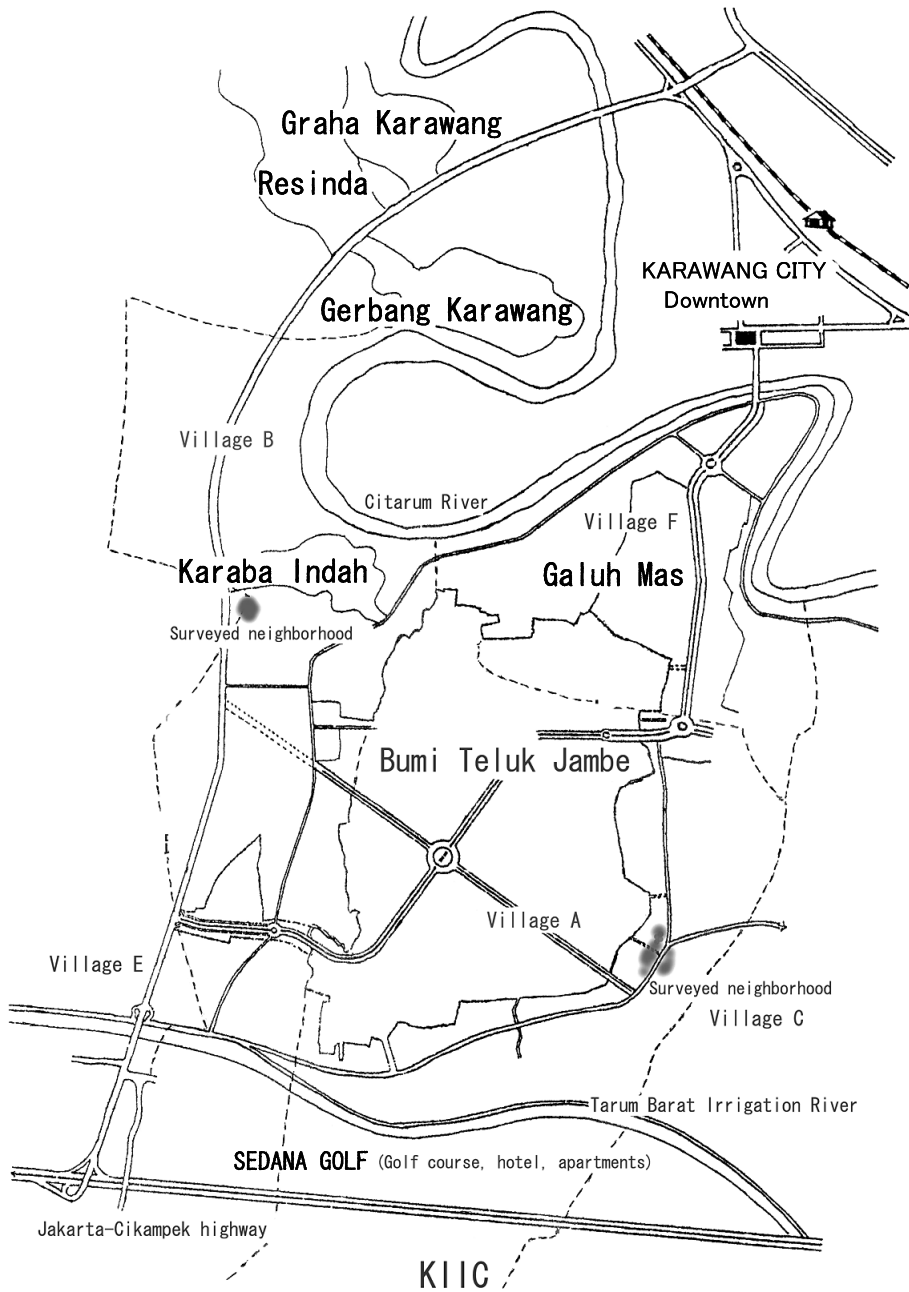 Graha Karawang
Resinda
KARAWANG CITY
Downtown
Gerbang Karawang
Village B
Citarum River
Village F
Karaba Indah
Galuh Mas
Surveyed neighborhood
Bumi Teluk Jambe
Village A
Village E
Surveyed neighborhood
Village C
Tarum Barat Irrigation River
SEDANA GOLF (Golf course, hotel, apartments)
Jakarta-Cikampek highway
KIIC